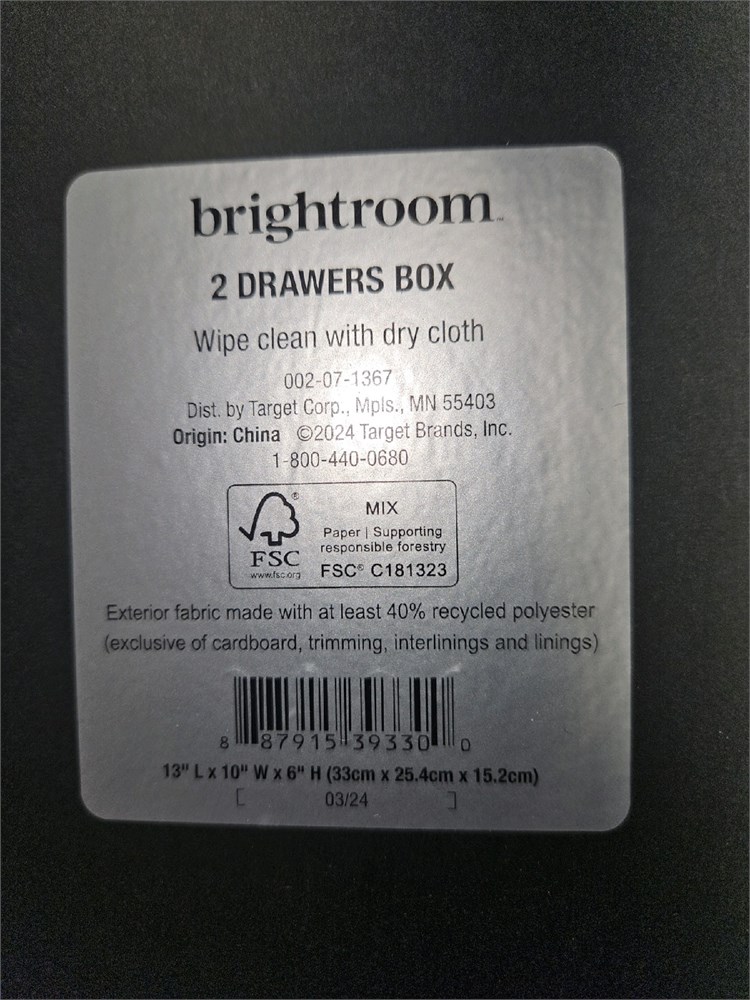 brightroom™
2 DRAWERS BOX
Wipe clean with dry cloth
002-07-1367
Dist. by Target Corp., Mpls., MN 55403
Origin: China ©2024 Target Brands, Inc.
1-800-440-0680
MIX
Paper | Supporting
responsible forestry
FSC® C181323
®
FSC
www.fsc.org
Exterior fabric made with at least 40% recycled polyester
(exclusive of cardboard, trimming, interlinings and linings)
8 87915 39330 0
13" L x 10" W x 6" H (33cm x 25.4cm x 15.2cm)
[ 03/24 ]